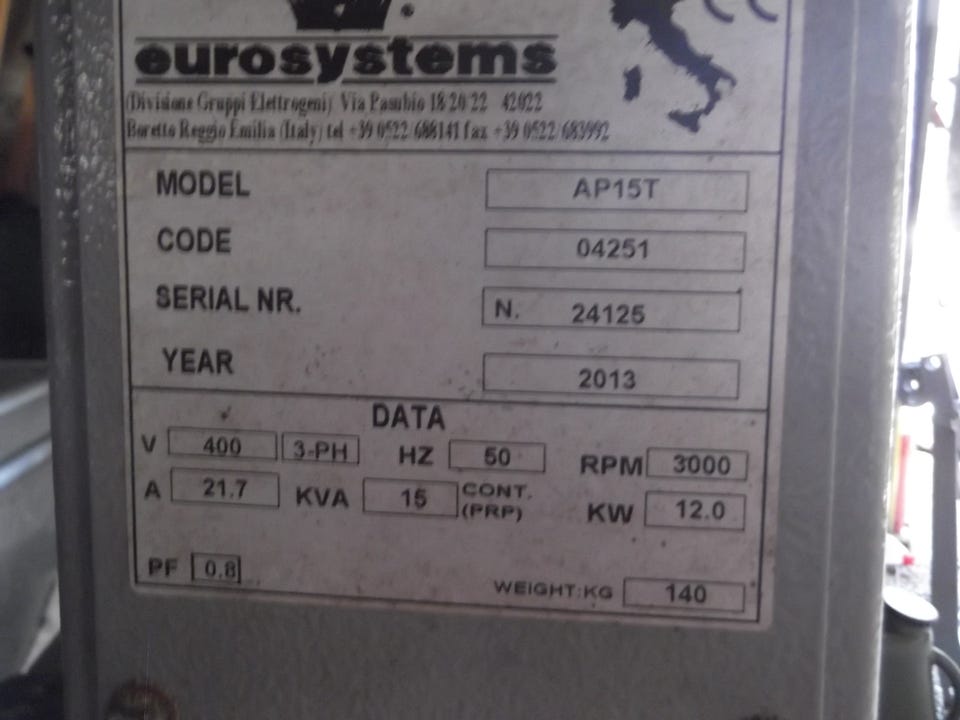 eurosystems
(Divisione Gruppi Elettrogeni) Via Pasubio 18 20 22 42022
Boretto Reggio Emilia (Italy) tel +39 0522/688141 fax +39 0522/683992
MODEL AP15T
CODE 04251
SERIAL NR. N. 24125
YEAR 2013
DATA
V 400 3-PH HZ 50 RPM 3000
A 21.7 KVA 15 CONT. (PRP) KW 12.0
PF 0.8 WEIGHT:KG 140